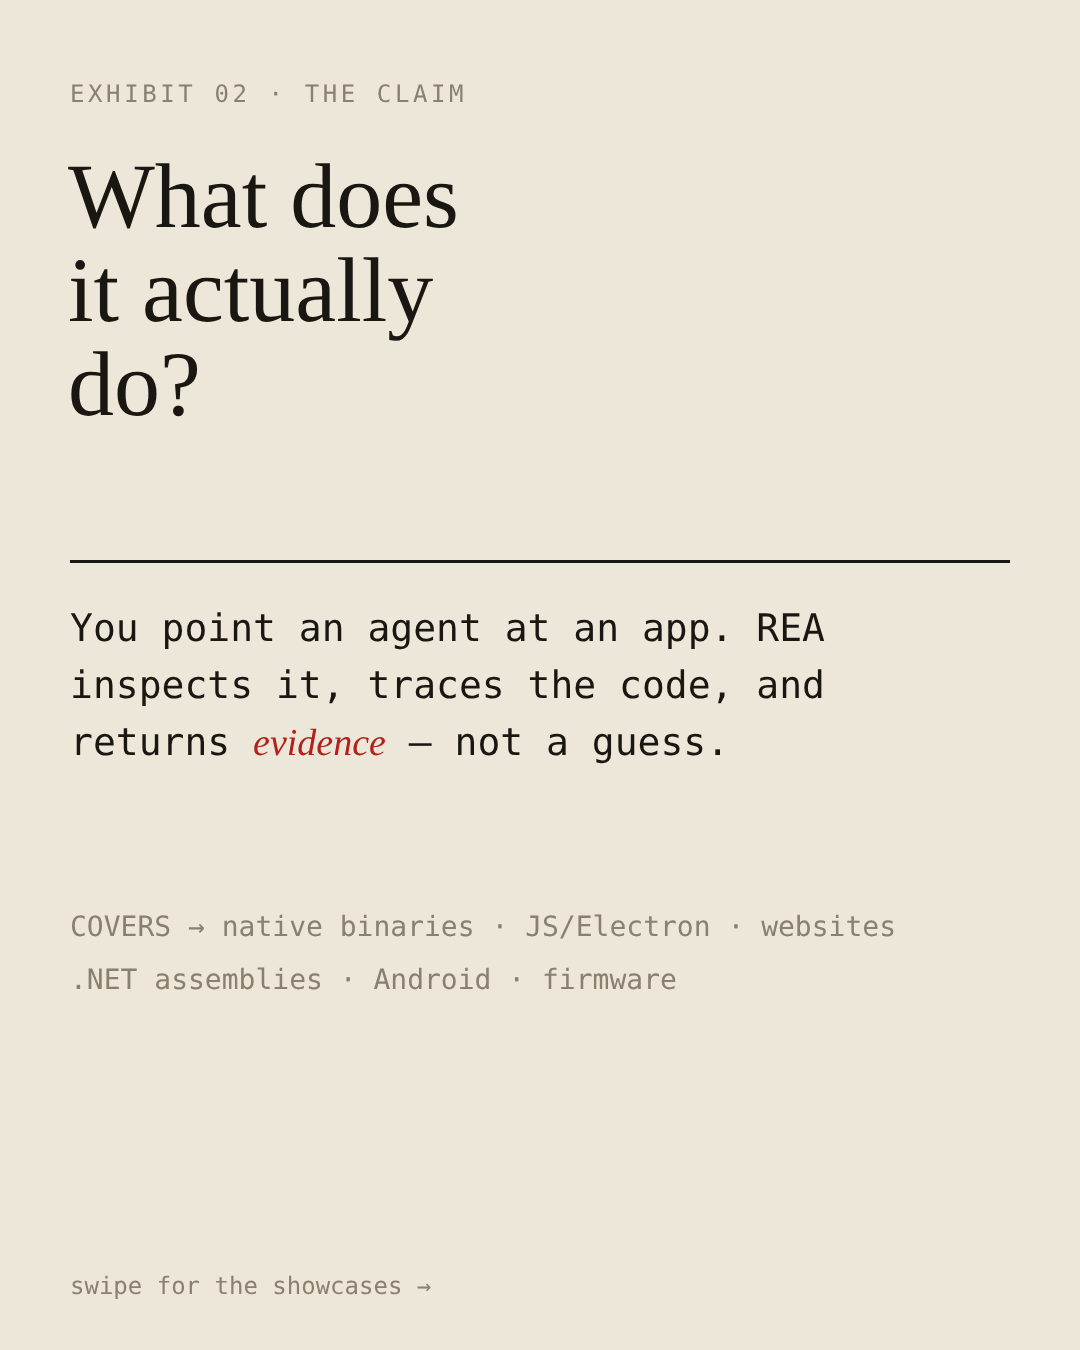 EXHIBIT 02 · THE CLAIM
What does
it actually
do?
You point an agent at an app. REA
inspects it, traces the code, and
returns evidence — not a guess.
COVERS → native binaries · JS/Electron · websites
.NET assemblies · Android · firmware
swipe for the showcases →